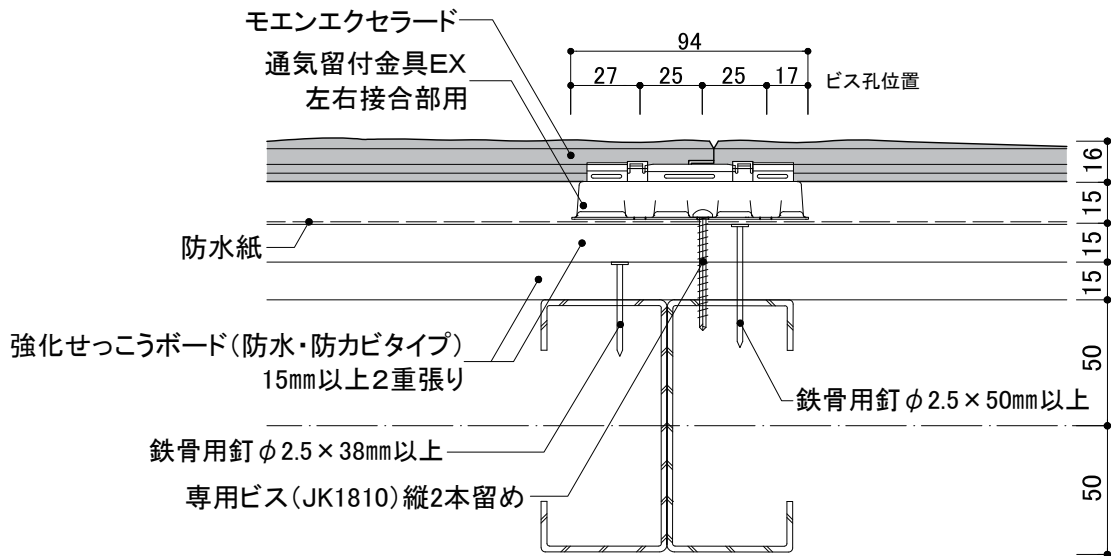 モエンエクセラード
通気留付金具EX
左右接合部用
94
27 25 25 17 ビス孔位置
16
15
15
15
50
50
防水紙
強化せっこうボード(防水・防カビタイプ)
15mm以上2重張り
鉄骨用釘φ2.5×50mm以上
鉄骨用釘φ2.5×38mm以上
専用ビス(JK1810)縦2本留め